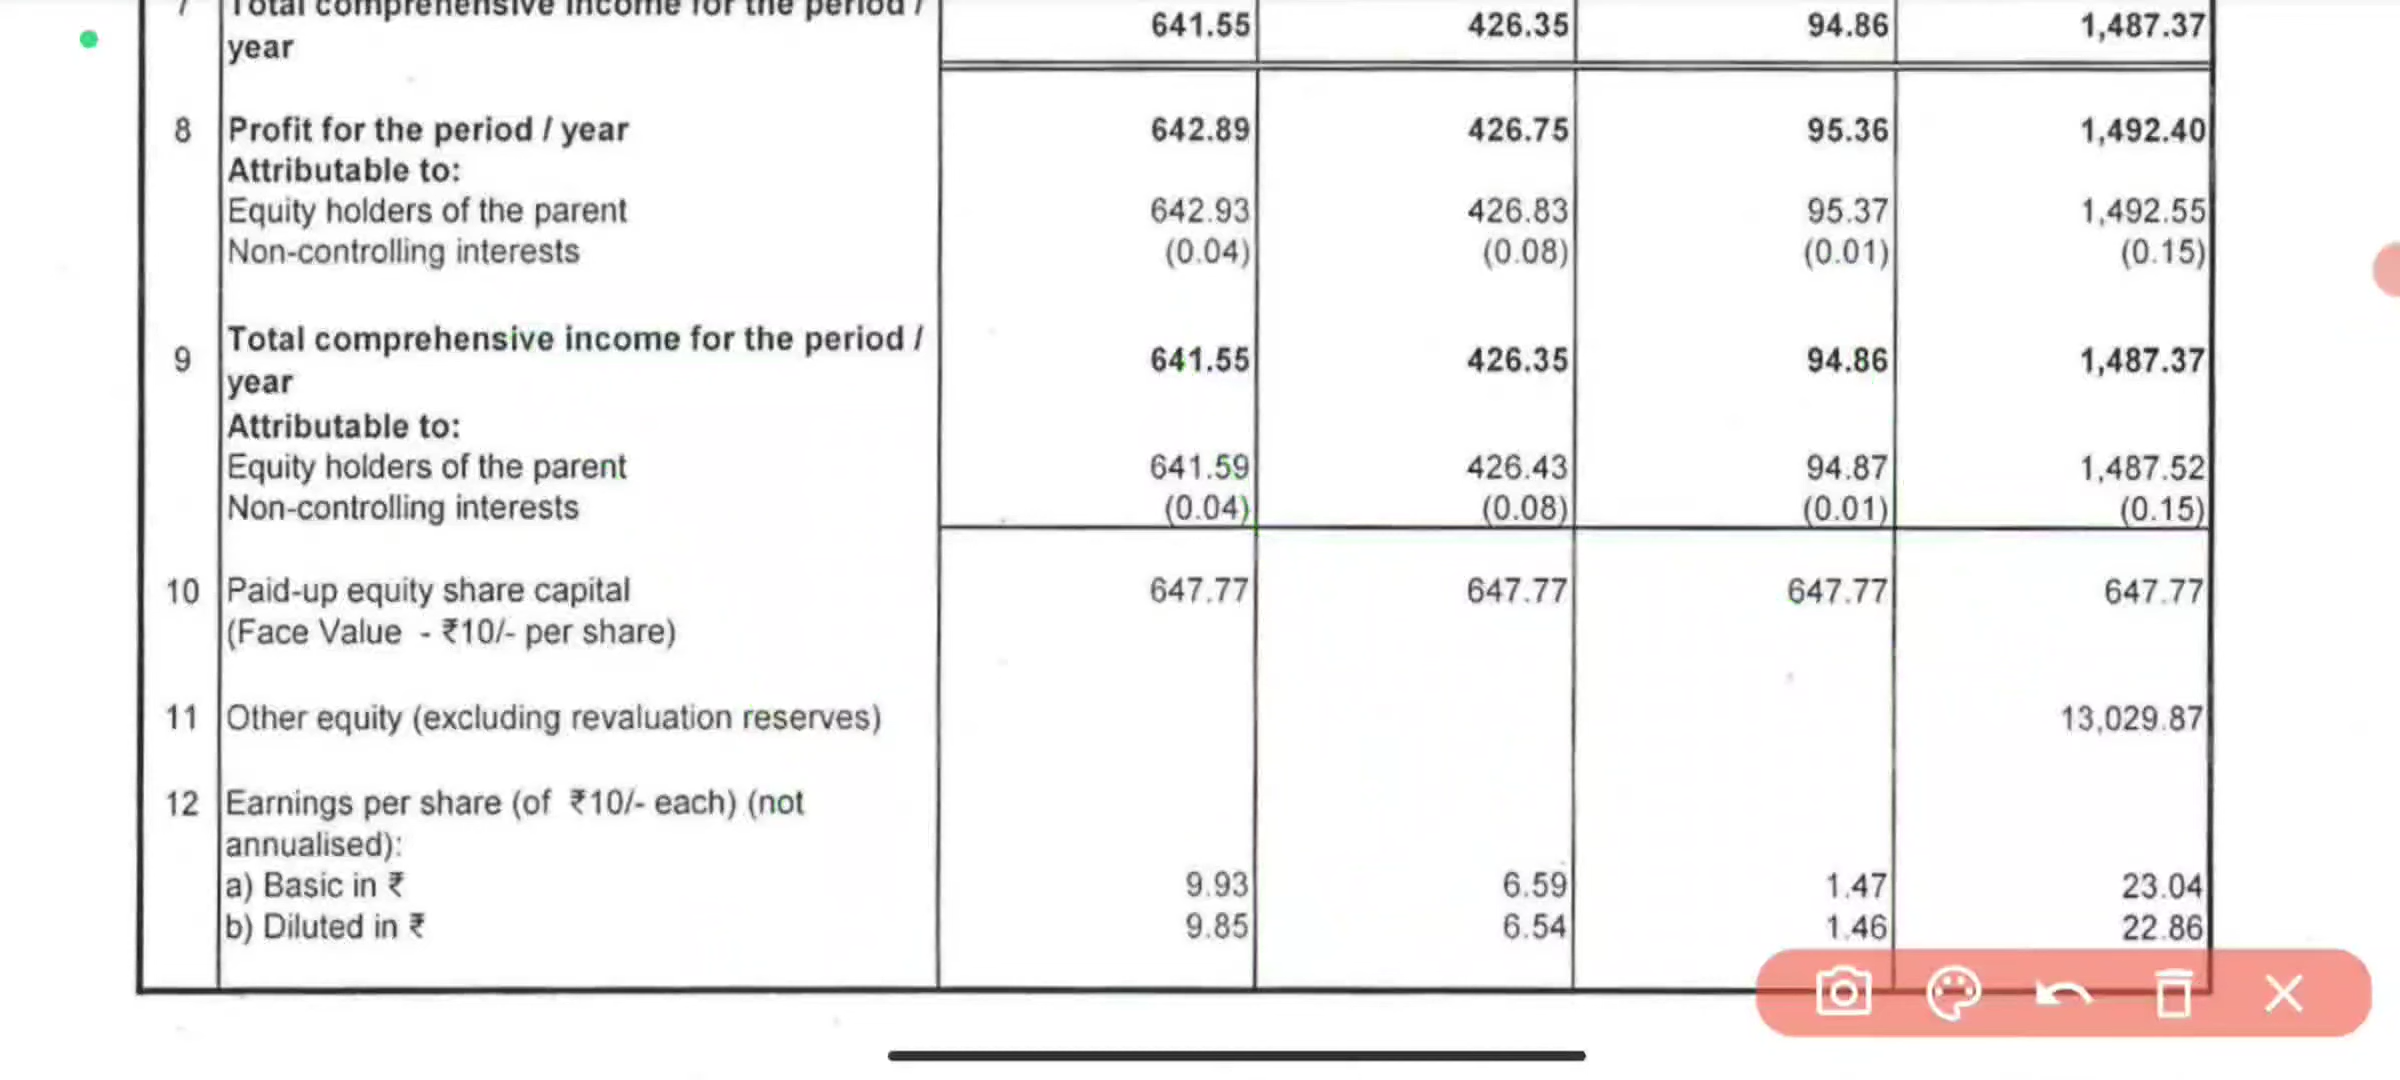 7 Total comprehensive income for the period / 641.55 426.35 94.86 1,487.37
year
8 Profit for the period / year 642.89 426.75 95.36 1,492.40
Attributable to:
Equity holders of the parent 642.93 426.83 95.37 1,492.55
Non-controlling interests (0.04) (0.08) (0.01) (0.15)
9 Total comprehensive income for the period / 641.55 426.35 94.86 1,487.37
year
Attributable to:
Equity holders of the parent 641.59 426.43 94.87 1,487.52
Non-controlling interests (0.04) (0.08) (0.01) (0.15)
10 Paid-up equity share capital 647.77 647.77 647.77 647.77
(Face Value - ₹10/- per share)
11 Other equity (excluding revaluation reserves) 13,029.87
12 Earnings per share (of ₹10/- each) (not
annualised):
a) Basic in ₹ 9.93 6.59 1.47 23.04
b) Diluted in ₹ 9.85 6.54 1.46 22.86